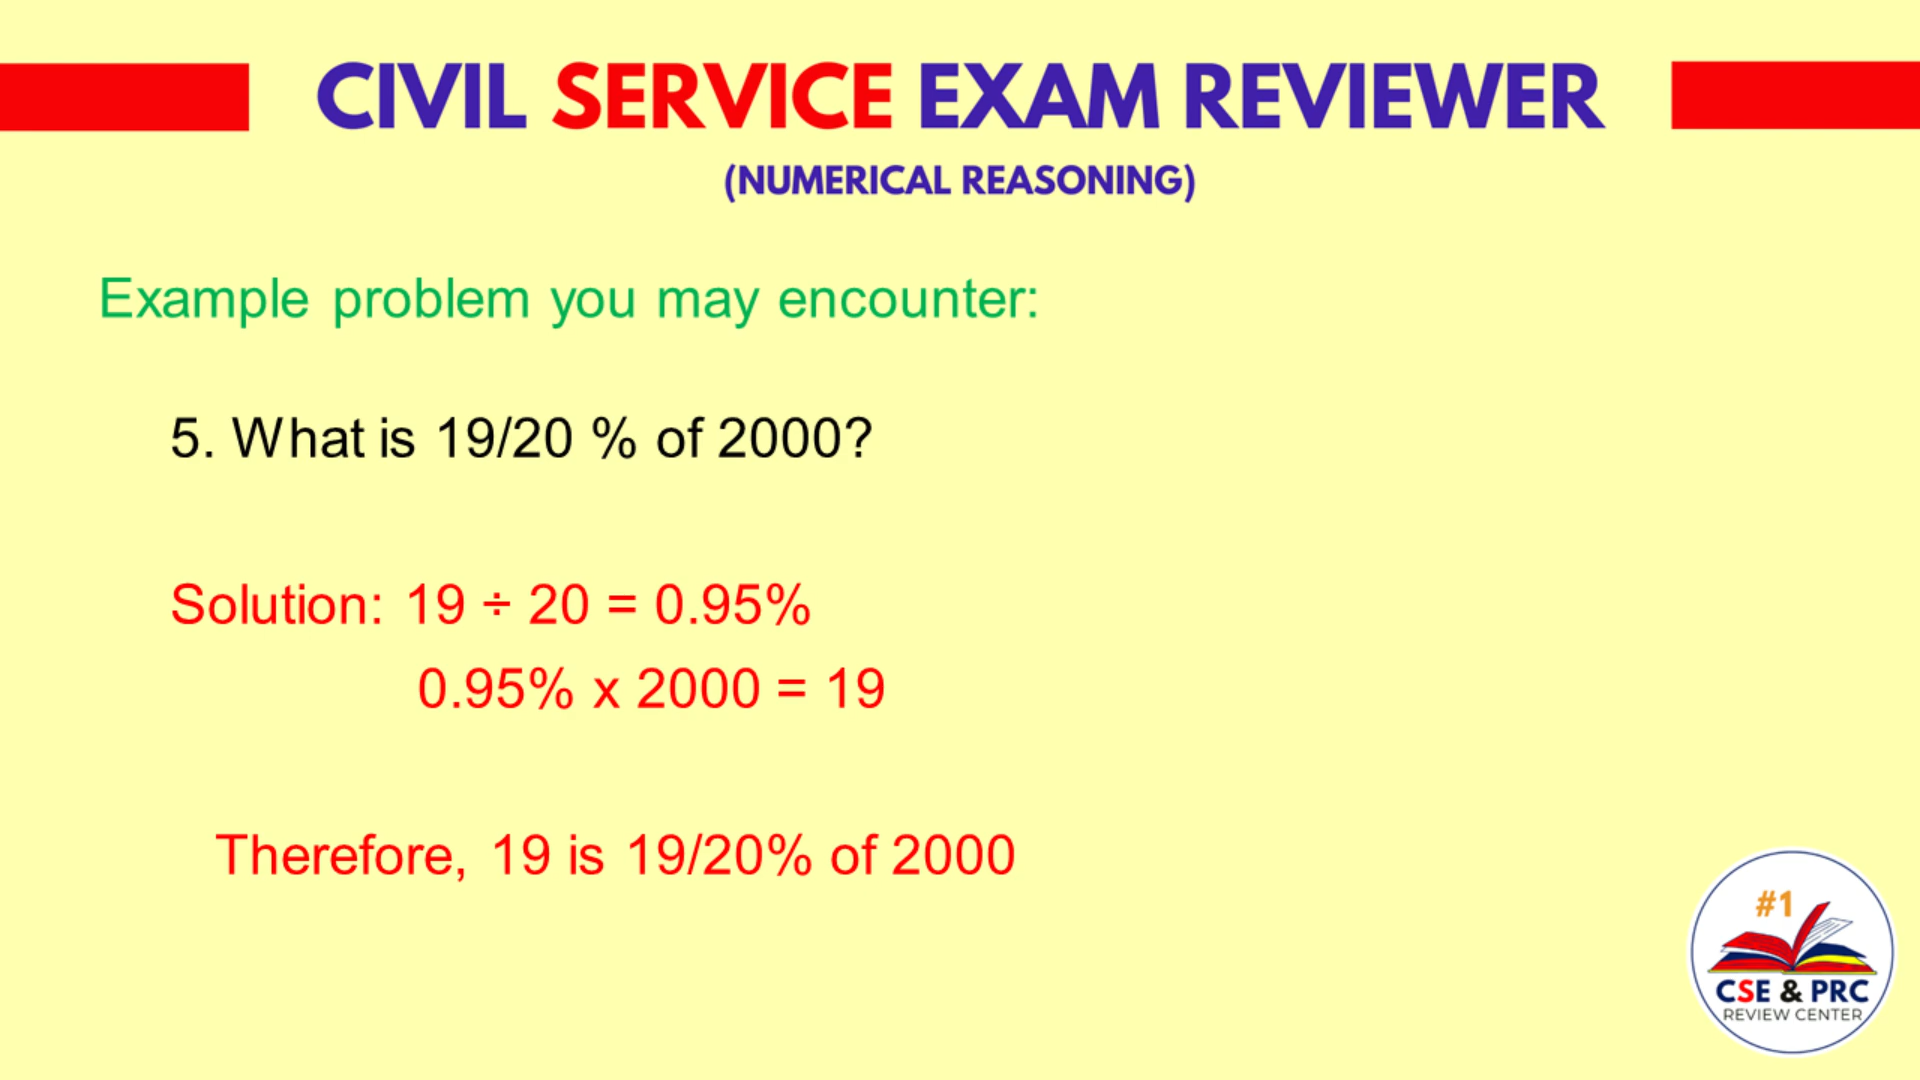 CIVIL SERVICE EXAM REVIEWER
(NUMERICAL REASONING)
Example problem you may encounter:
5. What is 19/20 % of 2000?
Solution: 19 ÷ 20 = 0.95%
0.95% x 2000 = 19
Therefore, 19 is 19/20% of 2000
#1
CSE & PRC
REVIEW CENTER